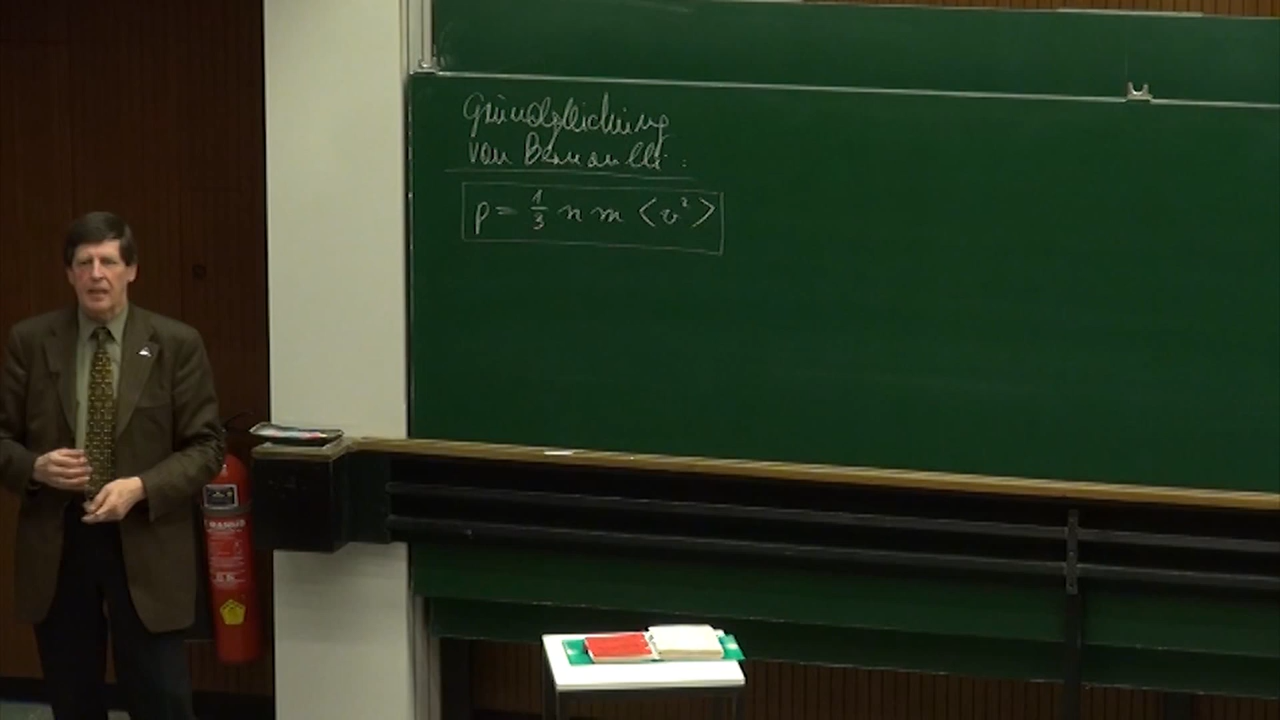 Grundgleichung
von Bernoulli:
p = 1/3 n m <v²>